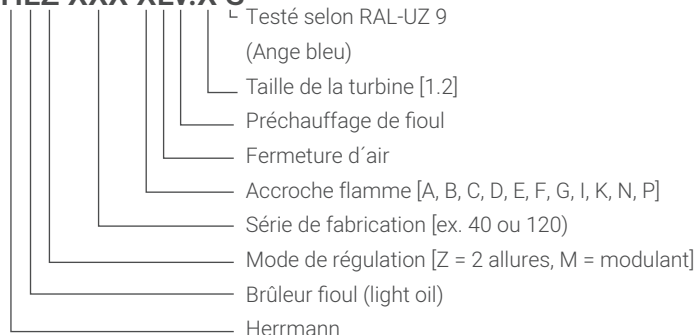 Testé selon RAL-UZ 9
(Ange bleu)
Taille de la turbine [1.2]
Préchauffage de fioul
Fermeture d´air
Accroche flamme [A, B, C, D, E, F, G, I, K, N, P]
Série de fabrication [ex. 40 ou 120)
Mode de régulation [Z = 2 allures, M = modulant]
Brûleur fioul (light oil)
Herrmann